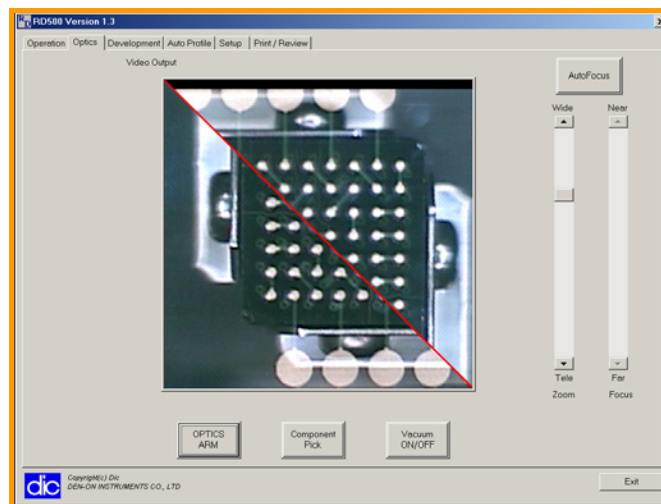 RD500 Version 1.3
Operation Optics Development Auto Profile Setup Print / Review
Video Output
AutoFocus
Wide Near
Tele Far
Zoom Focus
OPTICS ARM
Component Pick
Vacuum ON/OFF
dic
Copyright(c) Dic
DEN-ON INSTRUMENTS CO., LTD
Exit